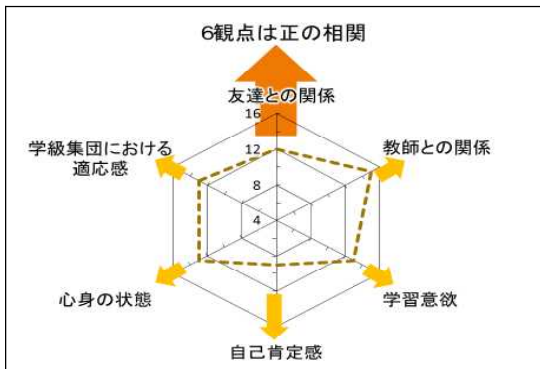 6観点は正の相関
友達との関係
16
学級集団における
適応感
教師との関係
12
8
4
心身の状態
学習意欲
自己肯定感